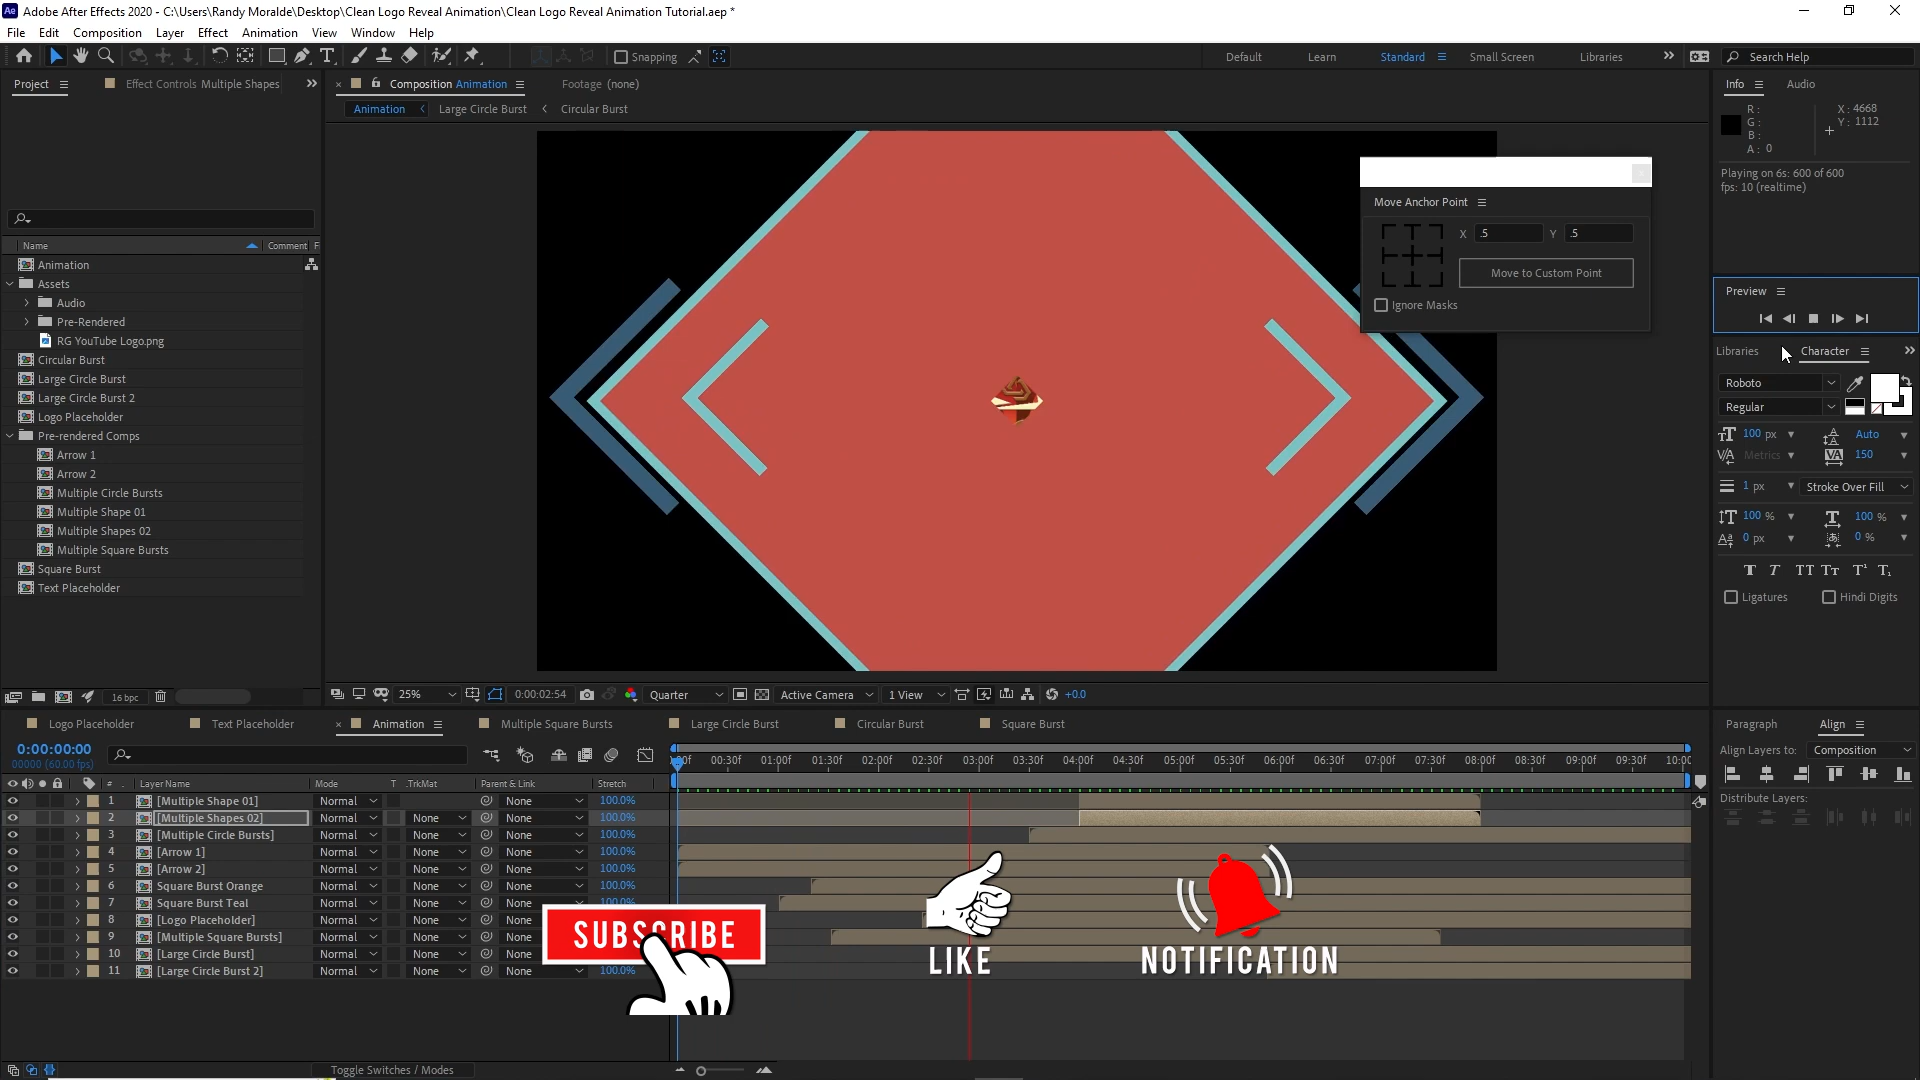 Adobe After Effects 2020 - C:\Users\Randy Moralde\Desktop\Clean Logo Reveal Animation\Clean Logo Reveal Animation Tutorial.aep *
File Edit Composition Layer Effect Animation View Window Help
Snapping
Default Learn Standard Small Screen Libraries
Search Help
Project
Effect Controls Multiple Shapes
Composition Animation
Footage (none)
Animation Large Circle Burst Circular Burst
Info Audio
R :
G :
B :
A : 0
X : 4668
Y : 1112
Playing on 6s: 600 of 600
fps: 10 (realtime)
Move Anchor Point
X .5 Y .5
Move to Custom Point
Ignore Masks
Name Comment F
Animation
Assets
Audio
Pre-Rendered
RG YouTube Logo.png
Circular Burst
Large Circle Burst
Large Circle Burst 2
Logo Placeholder
Pre-rendered Comps
Arrow 1
Arrow 2
Multiple Circle Bursts
Multiple Shape 01
Multiple Shapes 02
Multiple Square Bursts
Square Burst
Text Placeholder
Preview
Libraries Character
Roboto
Regular
100 px Auto
Metrics 150
1 px Stroke Over Fill
100 % 100 %
0 px 0 %
Ligatures Hindi Digits
16 bpc
25% 0:00:02:54 Quarter Active Camera 1 View +0.0
Logo Placeholder Text Placeholder Animation Multiple Square Bursts Large Circle Burst Circular Burst Square Burst
Paragraph Align
0:00:00:00
00000 (60.00 fps)
:00f 00:30f 01:00f 01:30f 02:00f 02:30f 03:00f 03:30f 04:00f 04:30f 05:00f 05:30f 06:00f 06:30f 07:00f 07:30f 08:00f 08:30f 09:00f 09:30f 10:00
Align Layers to: Composition
Distribute Layers:
# Layer Name Mode T .TrkMat Parent & Link Stretch
1 [Multiple Shape 01] Normal None 100.0%
2 [Multiple Shapes 02] Normal None None 100.0%
3 [Multiple Circle Bursts] Normal None None 100.0%
4 [Arrow 1] Normal None None 100.0%
5 [Arrow 2] Normal None None 100.0%
6 Square Burst Orange Normal None None 100.0%
7 Square Burst Teal Normal None None 100.0%
8 [Logo Placeholder] Normal None None
9 [Multiple Square Bursts] Normal None None
10 [Large Circle Burst] Normal None None
11 [Large Circle Burst 2] Normal None None 100.0%
SUBSCRIBE
LIKE
NOTIFICATION
Toggle Switches / Modes